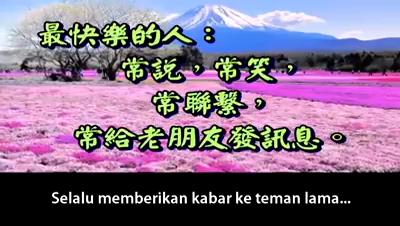 最快樂的人：
常說，常笑，
常聯繫，
常給老朋友發訊息。
Selalu memberikan kabar ke teman lama...